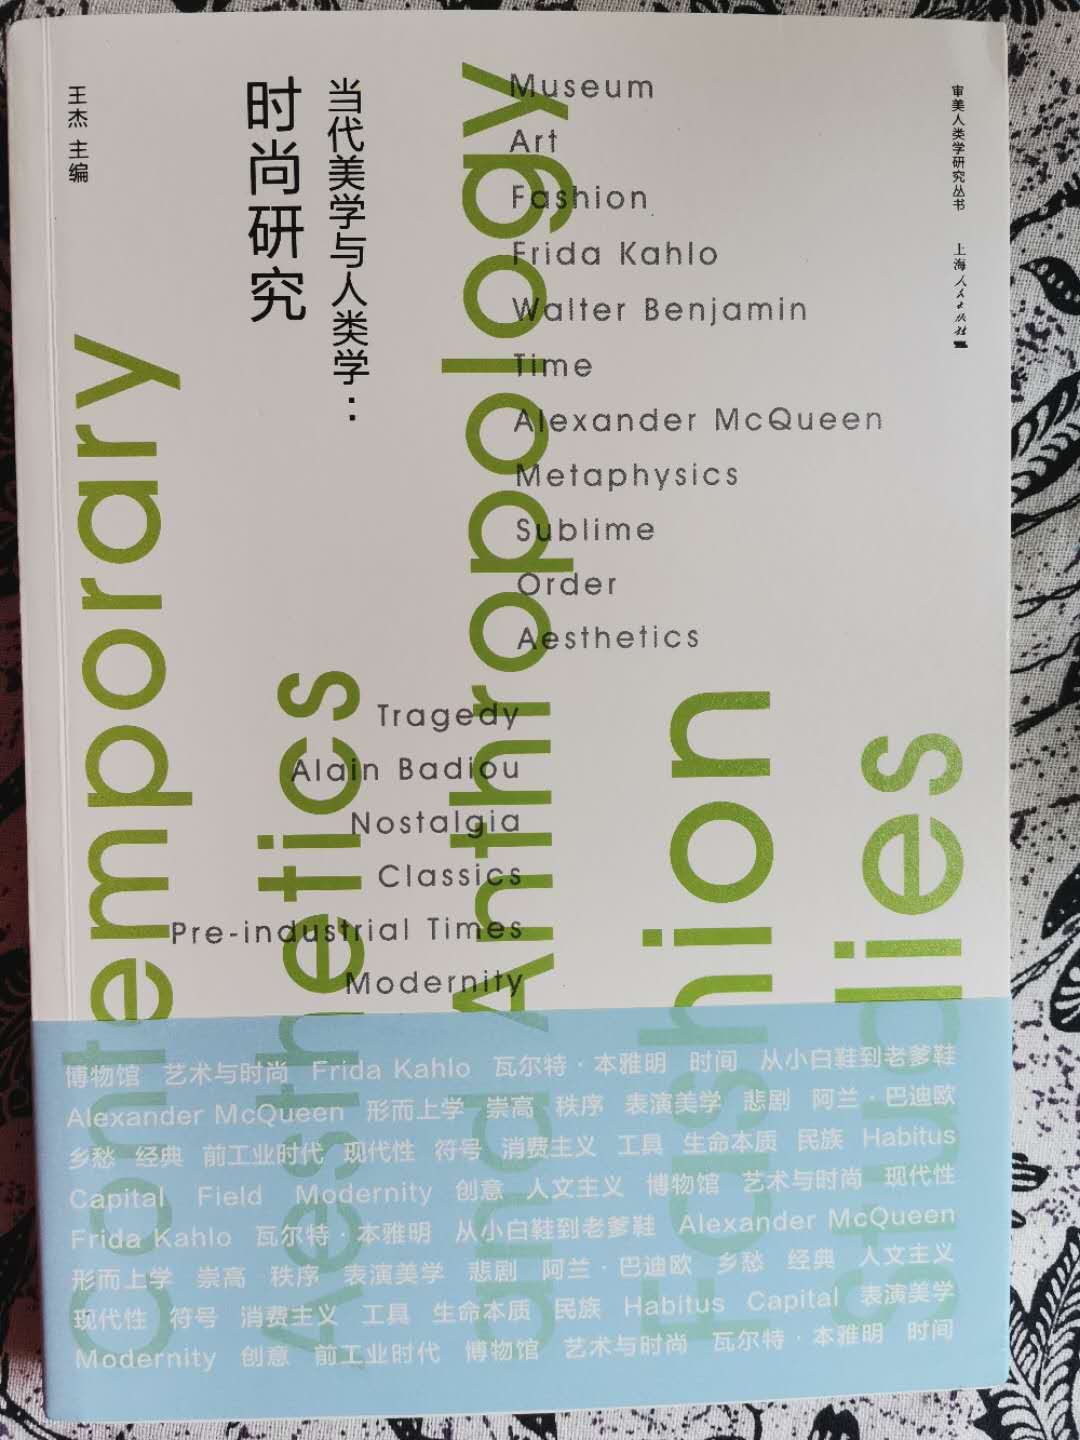 王杰 主编
时尚研究
当代美学与人类学：
审美人类学研究丛书
上海人民出版社
Contemporary
Aesthetics
and Anthropology
Fashion
Studies
Museum
Art
Fashion
Frida Kahlo
Walter Benjamin
Time
Alexander McQueen
Metaphysics
Sublime
Order
Aesthetics
Tragedy
Alain Badiou
Nostalgia
Classics
Pre-industrial Times
Modernity
博物馆 艺术与时尚 Frida Kahlo 瓦尔特·本雅明 时间 从小白鞋到老爹鞋
Alexander McQueen 形而上学 崇高 秩序 表演美学 悲剧 阿兰·巴迪欧
乡愁 经典 前工业时代 现代性 符号 消费主义 工具 生命本质 民族 Habitus
Capital Field Modernity 创意 人文主义 博物馆 艺术与时尚 现代性
Frida Kahlo 瓦尔特·本雅明 从小白鞋到老爹鞋 Alexander McQueen
形而上学 崇高 秩序 表演美学 悲剧 阿兰·巴迪欧 乡愁 经典 人文主义
现代性 符号 消费主义 工具 生命本质 民族 Habitus Capital 表演美学
Modernity 创意 前工业时代 博物馆 艺术与时尚 瓦尔特·本雅明 时间